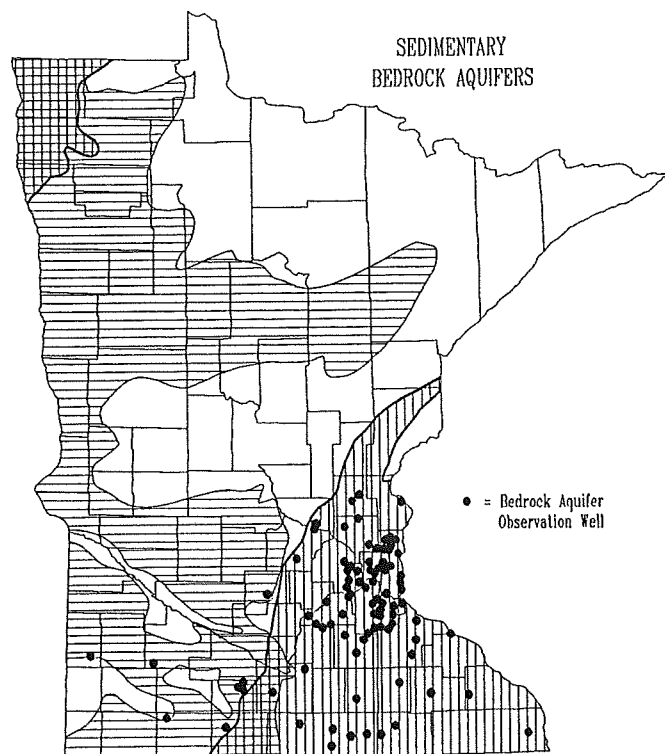 SEDIMENTARY
BEDROCK AQUIFERS
● = Bedrock Aquifer
Observation Well